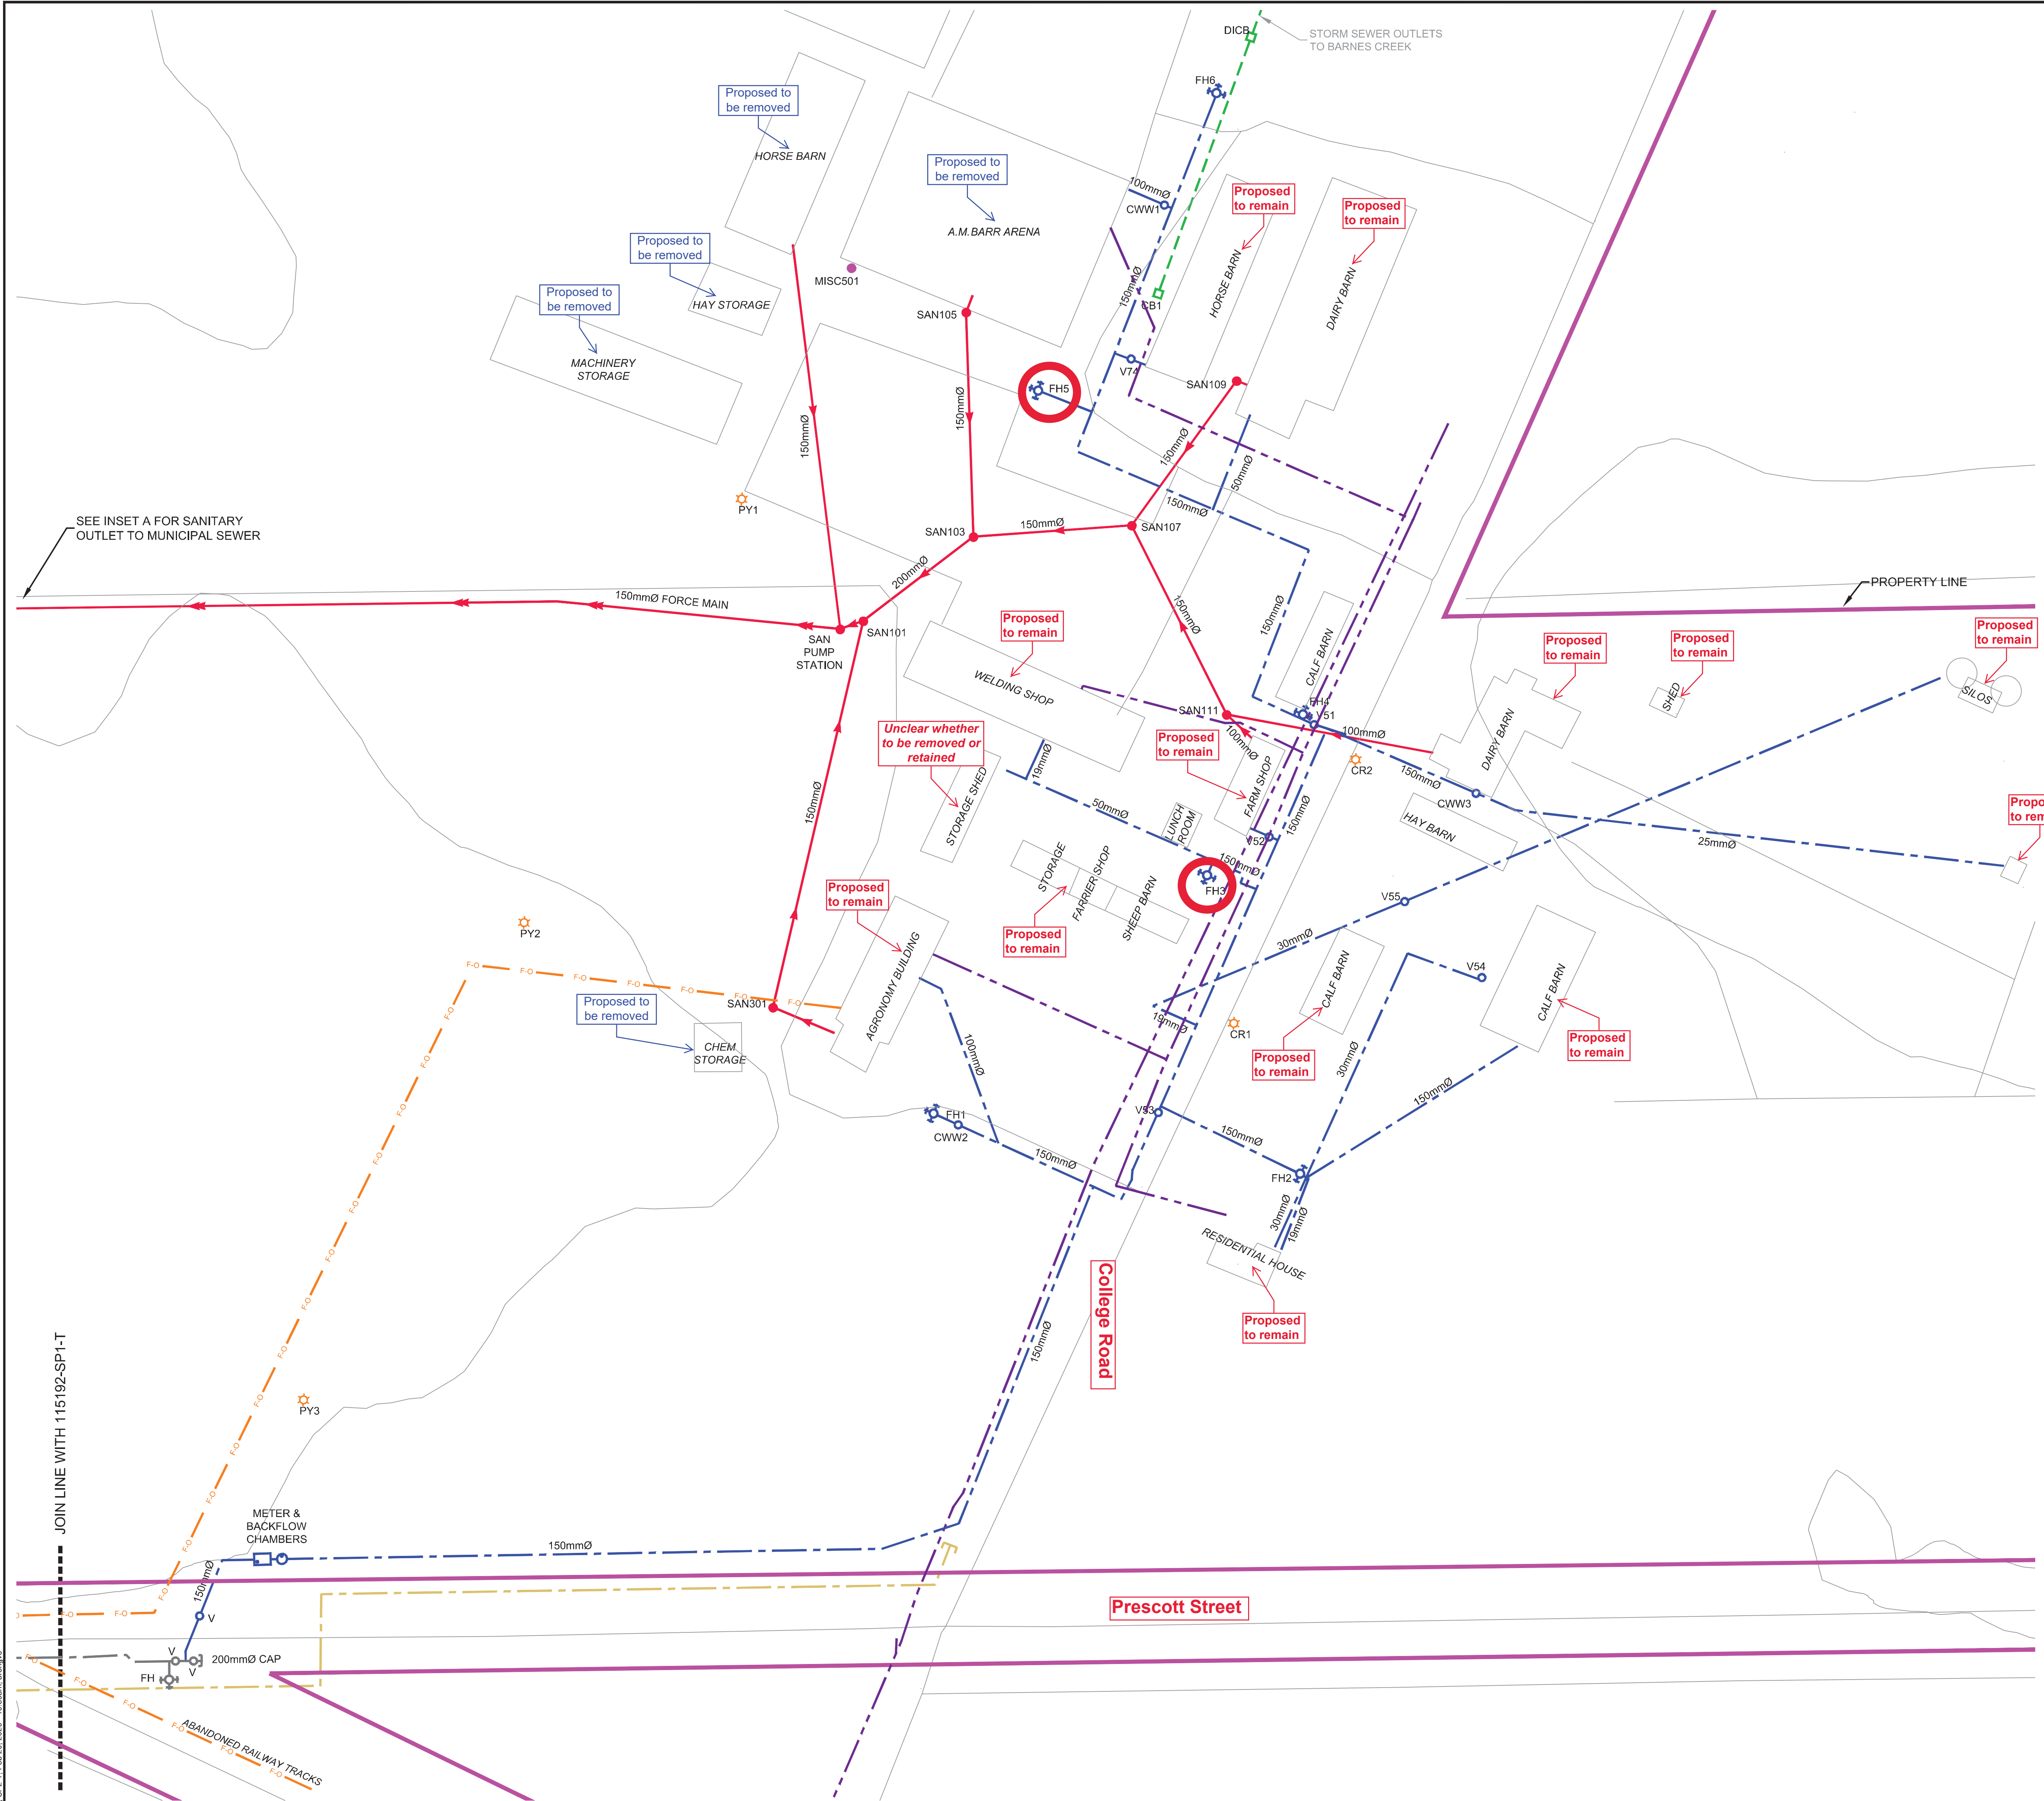 DICB
STORM SEWER OUTLETS
TO BARNES CREEK
FH6
Proposed to
be removed
HORSE BARN
Proposed to
be removed
A.M.BARR ARENA
100mmØ
CWW1
Proposed
to remain
HORSE BARN
Proposed
to remain
DAIRY BARN
Proposed to
be removed
HAY STORAGE
MISC501
150mmØ
CB1
Proposed to
be removed
MACHINERY
STORAGE
SAN105
V74
SAN109
FH5
150mmØ
150mmØ
150mmØ
50mmØ
150mmØ
PY1
SAN103
150mmØ
SAN107
SEE INSET A FOR SANITARY
OUTLET TO MUNICIPAL SEWER
200mmØ
PROPERTY LINE
150mmØ FORCE MAIN
SAN
PUMP
STATION
SAN101
150mmØ
150mmØ
Proposed
to remain
WELDING SHOP
CALF BARN
Proposed
to remain
Proposed
to remain
Proposed
to remain
SHED
SILOS
SAN111
FH4
V51
100mmØ
100mmØ
DAIRY BARN
Unclear whether
to be removed or
retained
STORAGE SHED
19mmØ
Proposed
to remain
FARM SHOP
CR2
150mmØ
CWW3
HAY BARN
25mmØ
Propo
to rem
150mmØ
50mmØ
LUNCH
ROOM
V52
150mmØ
150mmØ
FH3
STORAGE
FARRIER SHOP
SHEEP BARN
Proposed
to remain
Proposed
to remain
AGRONOMY BUILDING
V55
30mmØ
PY2
F-O
F-O
F-O
F-O
F-O
F-O
F-O
SAN301
Proposed to
be removed
CHEM
STORAGE
V54
CALF BARN
Proposed
to remain
CALF BARN
Proposed
to remain
19mmØ
CR1
100mmØ
30mmØ
150mmØ
FH1
CWW2
150mmØ
V53
150mmØ
FH2
30mmØ
19mmØ
RESIDENTIAL HOUSE
Proposed
to remain
College Road
150mmØ
F-O
F-O
F-O
F-O
F-O
F-O
F-O
F-O
F-O
F-O
F-O
F-O
PY3
JOIN LINE WITH 115192-SP1-T
METER &
BACKFLOW
CHAMBERS
150mmØ
150mmØ
V
Prescott Street
F-O
F-O
V
V
200mmØ CAP
FH
F-O
F-O
F-O
F-O
F-O
F-O
ABANDONED RAILWAY TRACKS